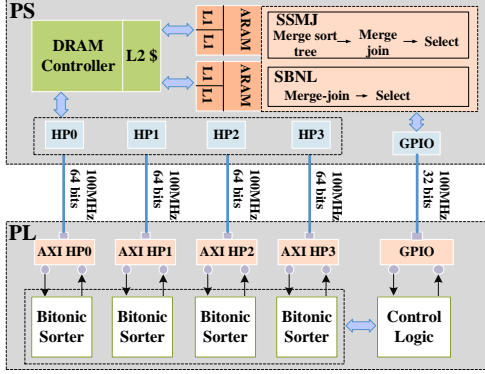 PS
DRAM
Controller
L2 $
L1
L1
ARAM
L1
L1
ARAM
SSMJ
Merge sort
tree
Merge
join
Select
SBNL
Merge-join
Select
HP0
HP1
HP2
HP3
GPIO
100MHz
64 bits
100MHz
64 bits
100MHz
64 bits
100MHz
64 bits
100MHz
32 bits
PL
AXI HP0
AXI HP1
AXI HP2
AXI HP3
GPIO
Bitonic
Sorter
Bitonic
Sorter
Bitonic
Sorter
Bitonic
Sorter
Control
Logic